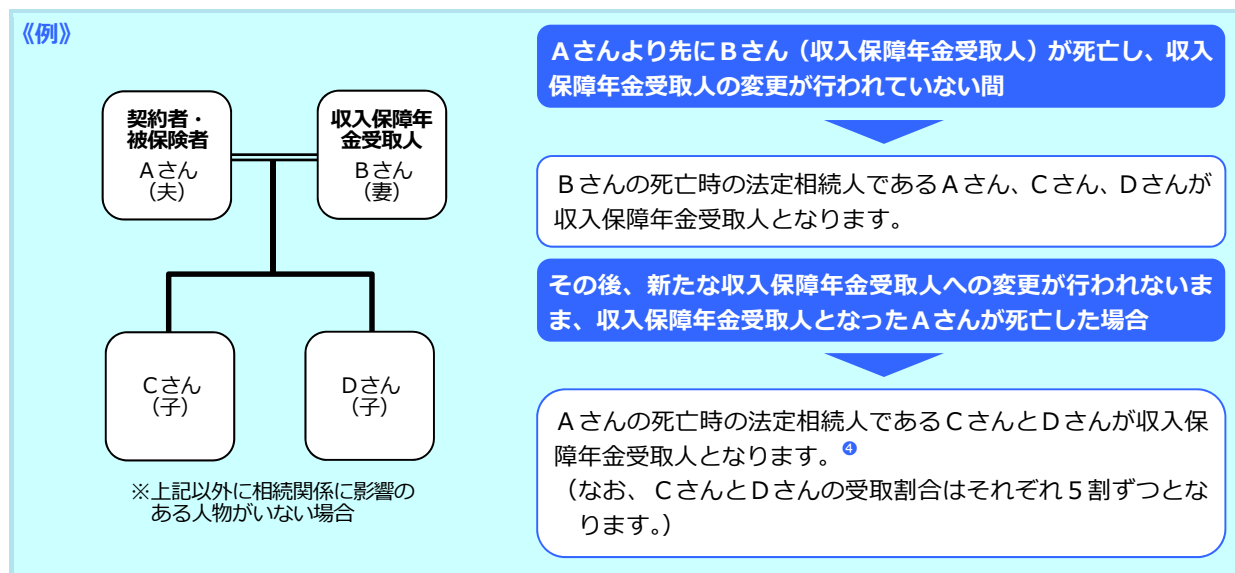 《例》
契約者・
被保険者
Aさん
(夫)
収入保障年
金受取人
Bさん
(妻)
Cさん
(子)
Dさん
(子)
※上記以外に相続関係に影響の
ある人物がいない場合
Aさんより先にBさん(収入保障年金受取人)が死亡し、収入
保障年金受取人の変更が行われていない間
Bさんの死亡時の法定相続人であるAさん、Cさん、Dさんが
収入保障年金受取人となります。
その後、新たな収入保障年金受取人への変更が行われないま
ま、収入保障年金受取人となったAさんが死亡した場合
Aさんの死亡時の法定相続人であるCさんとDさんが収入保
障年金受取人となります。❹
(なお、CさんとDさんの受取割合はそれぞれ5割ずつとな
ります。)